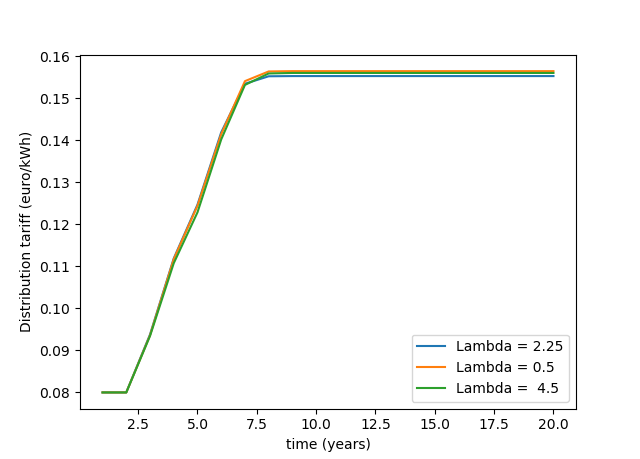 0.16
0.15
0.14
0.13
0.12
0.11
0.10
0.09
0.08
Distribution tariff (euro/kWh)
Lambda = 2.25
Lambda = 0.5
Lambda =  4.5
2.5 5.0 7.5 10.0 12.5 15.0 17.5 20.0
time (years)